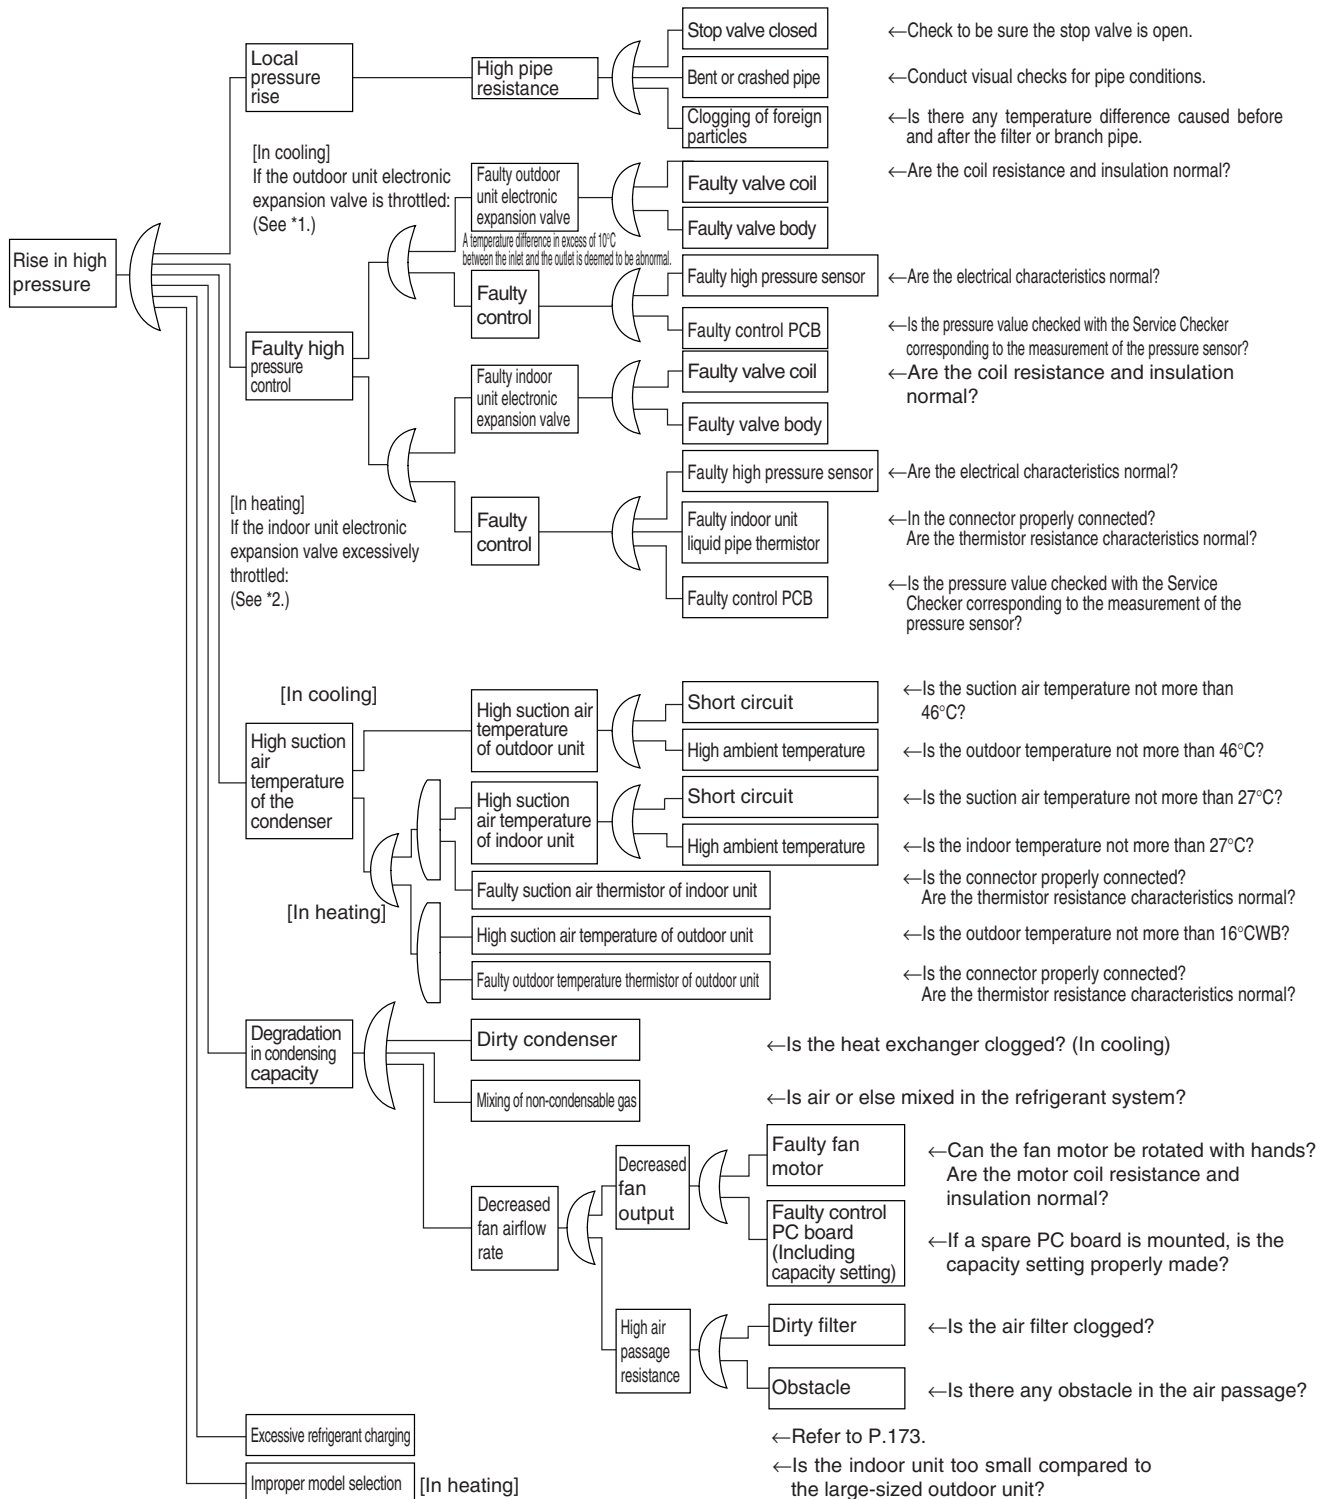 Stop valve closed
←Check to be sure the stop valve is open.
Local
pressure
rise
High pipe
resistance
Bent or crashed pipe
←Conduct visual checks for pipe conditions.
Clogging of foreign
particles
←Is there any temperature difference caused before
and after the filter or branch pipe.
[In cooling]
If the outdoor unit electronic
expansion valve is throttled:
(See *1.)
Faulty outdoor
unit electronic
expansion valve
Faulty valve coil
←Are the coil resistance and insulation normal?
Faulty valve body
A temperature difference in excess of 10°C
between the inlet and the outlet is deemed to be abnormal.
Rise in high
pressure
Faulty
control
Faulty high pressure sensor
←Are the electrical characteristics normal?
Faulty control PCB
←Is the pressure value checked with the Service Checker
corresponding to the measurement of the pressure sensor?
Faulty high
pressure
control
Faulty indoor
unit electronic
expansion valve
Faulty valve coil
←Are the coil resistance and insulation
normal?
Faulty valve body
[In heating]
If the indoor unit electronic
expansion valve excessively
throttled:
(See *2.)
Faulty
control
Faulty high pressure sensor
←Are the electrical characteristics normal?
Faulty indoor unit
liquid pipe thermistor
←In the connector properly connected?
Are the thermistor resistance characteristics normal?
Faulty control PCB
←Is the pressure value checked with the Service
Checker corresponding to the measurement of the
pressure sensor?
[In cooling]
High suction
air
temperature
of the
condenser
High suction air
temperature
of outdoor unit
Short circuit
←Is the suction air temperature not more than
46°C?
High ambient temperature
←Is the outdoor temperature not more than 46°C?
High suction
air temperature
of indoor unit
Short circuit
←Is the suction air temperature not more than 27°C?
High ambient temperature
←Is the indoor temperature not more than 27°C?
[In heating]
Faulty suction air thermistor of indoor unit
←Is the connector properly connected?
Are the thermistor resistance characteristics normal?
High suction air temperature of outdoor unit
←Is the outdoor temperature not more than 16°CWB?
Faulty outdoor temperature thermistor of outdoor unit
←Is the connector properly connected?
Are the thermistor resistance characteristics normal?
Degradation
in condensing
capacity
Dirty condenser
←Is the heat exchanger clogged? (In cooling)
Mixing of non-condensable gas
←Is air or else mixed in the refrigerant system?
Decreased
fan airflow
rate
Decreased
fan
output
Faulty fan
motor
←Can the fan motor be rotated with hands?
Are the motor coil resistance and
insulation normal?
Faulty control
PC board
(Including
capacity setting)
←If a spare PC board is mounted, is the
capacity setting properly made?
High air
passage
resistance
Dirty filter
←Is the air filter clogged?
Obstacle
←Is there any obstacle in the air passage?
Excessive refrigerant charging
←Refer to P.173.
Improper model selection
[In heating]
←Is the indoor unit too small compared to
the large-sized outdoor unit?